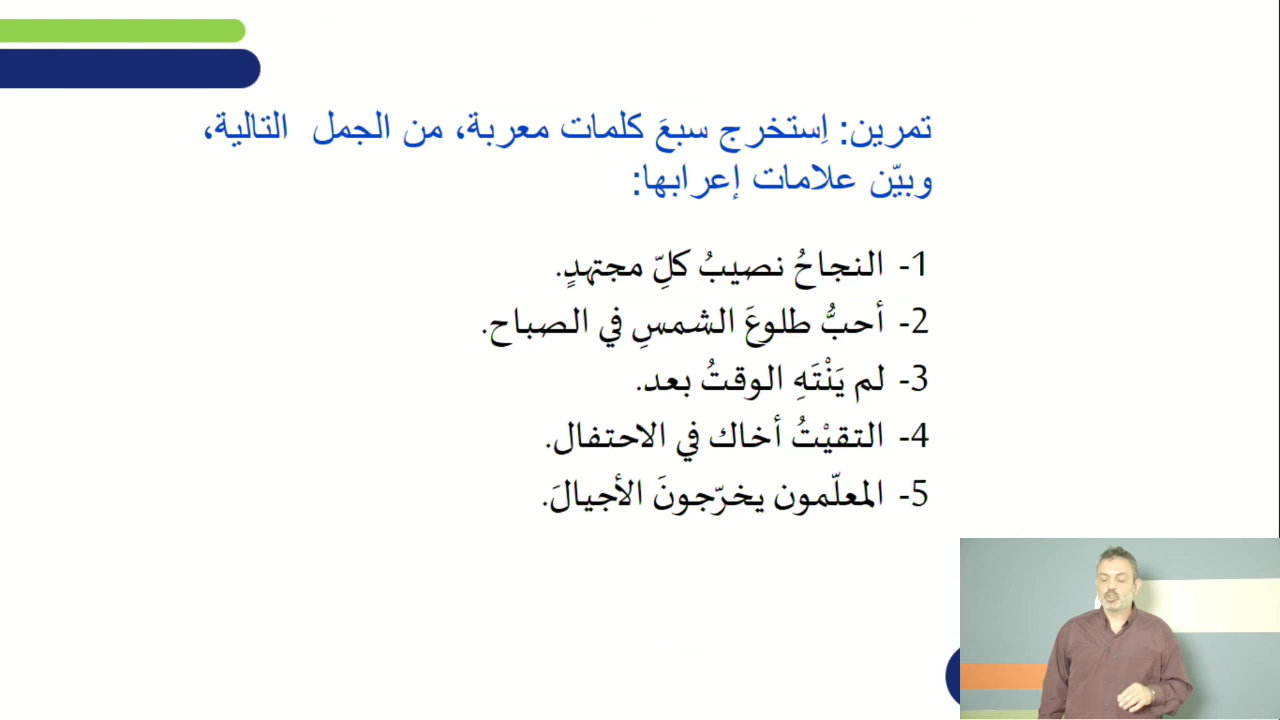 تمرين: اِستخرج سبعَ كلمات معربة، من الجمل التالية،
وبيّن علامات إعرابها:
1- النجاحُ نصيبُ كلِّ مجتهدٍ.
2- أحبُّ طلوعَ الشمسِ في الصباح.
3- لم يَنْتَهِ الوقتُ بعد.
4- التقيْتُ أخاك في الاحتفال.
5- المعلّمون يخرّجونَ الأجيالَ.